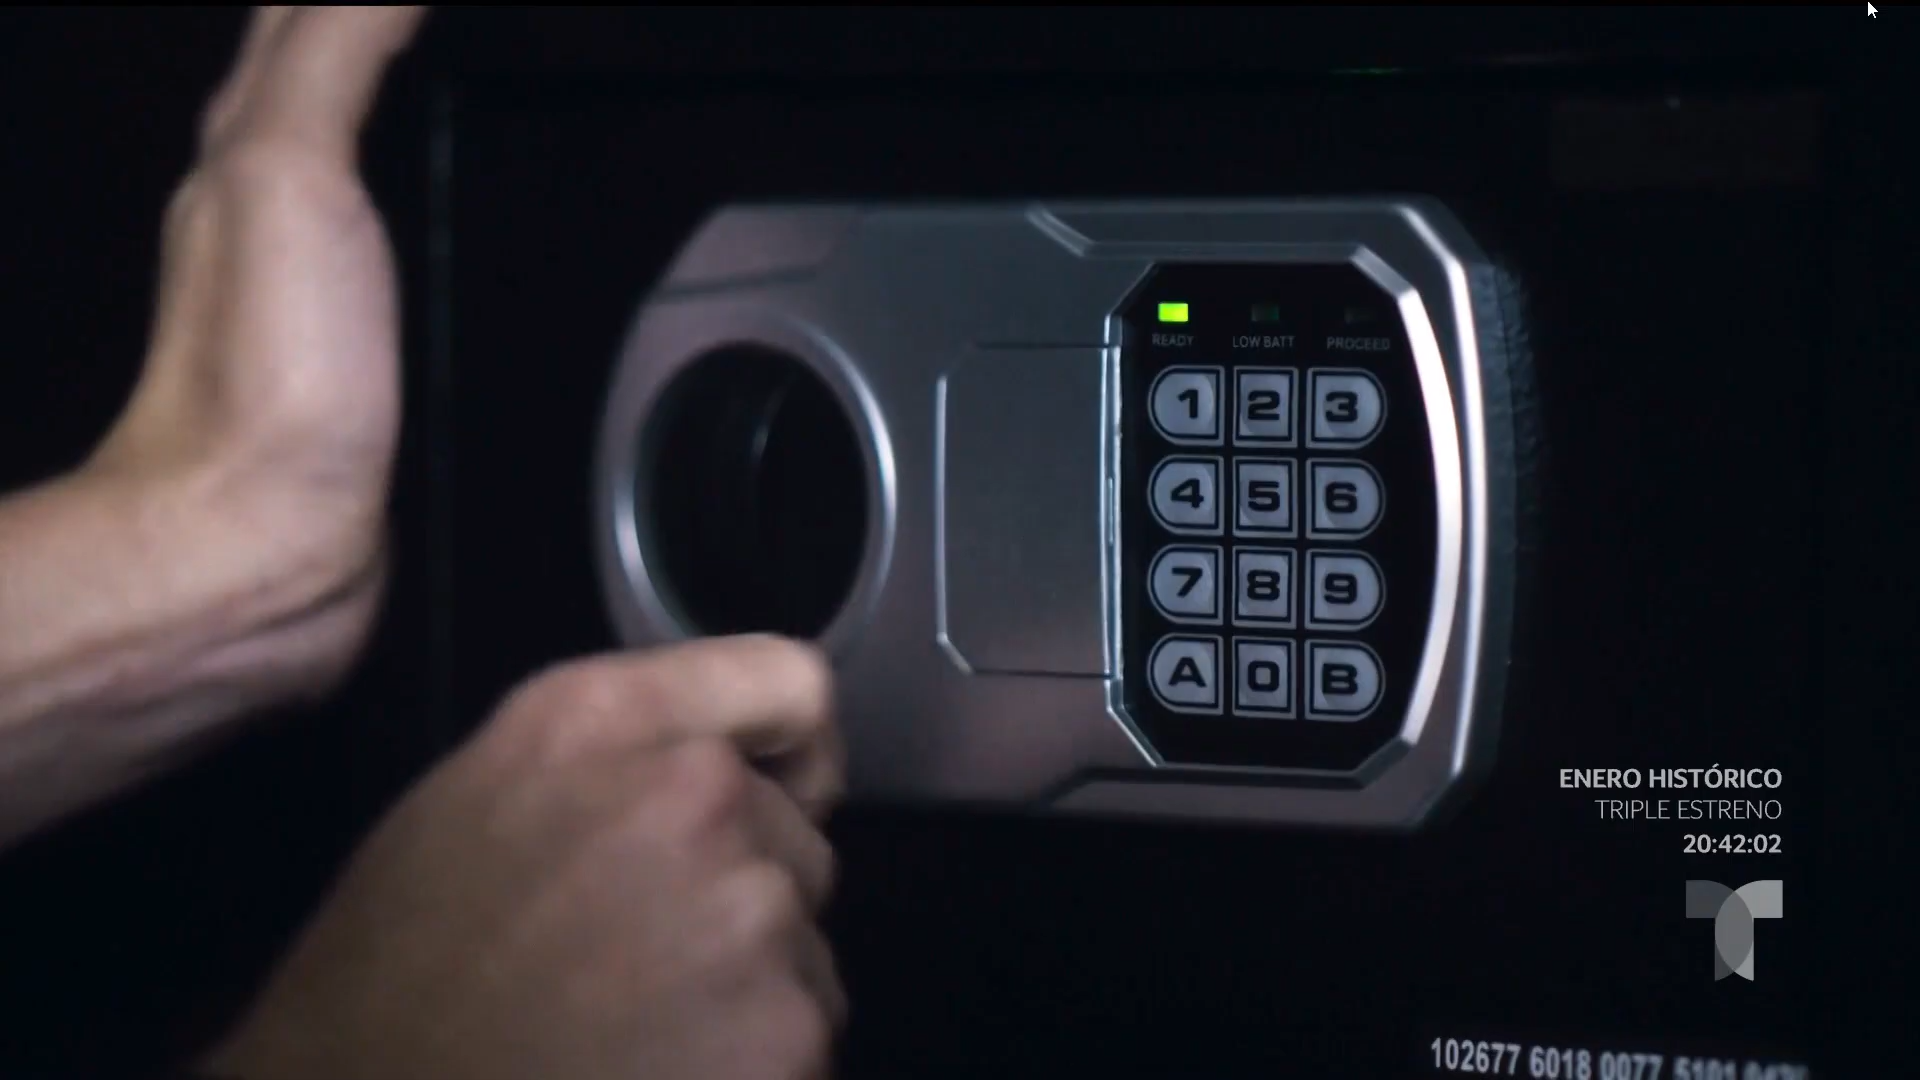 READY LOW BATT PROCEED
1 2 3
4 5 6
7 8 9
A 0 B
ENERO HISTÓRICO
TRIPLE ESTRENO
20:42:02
102677 6018 0077 5101